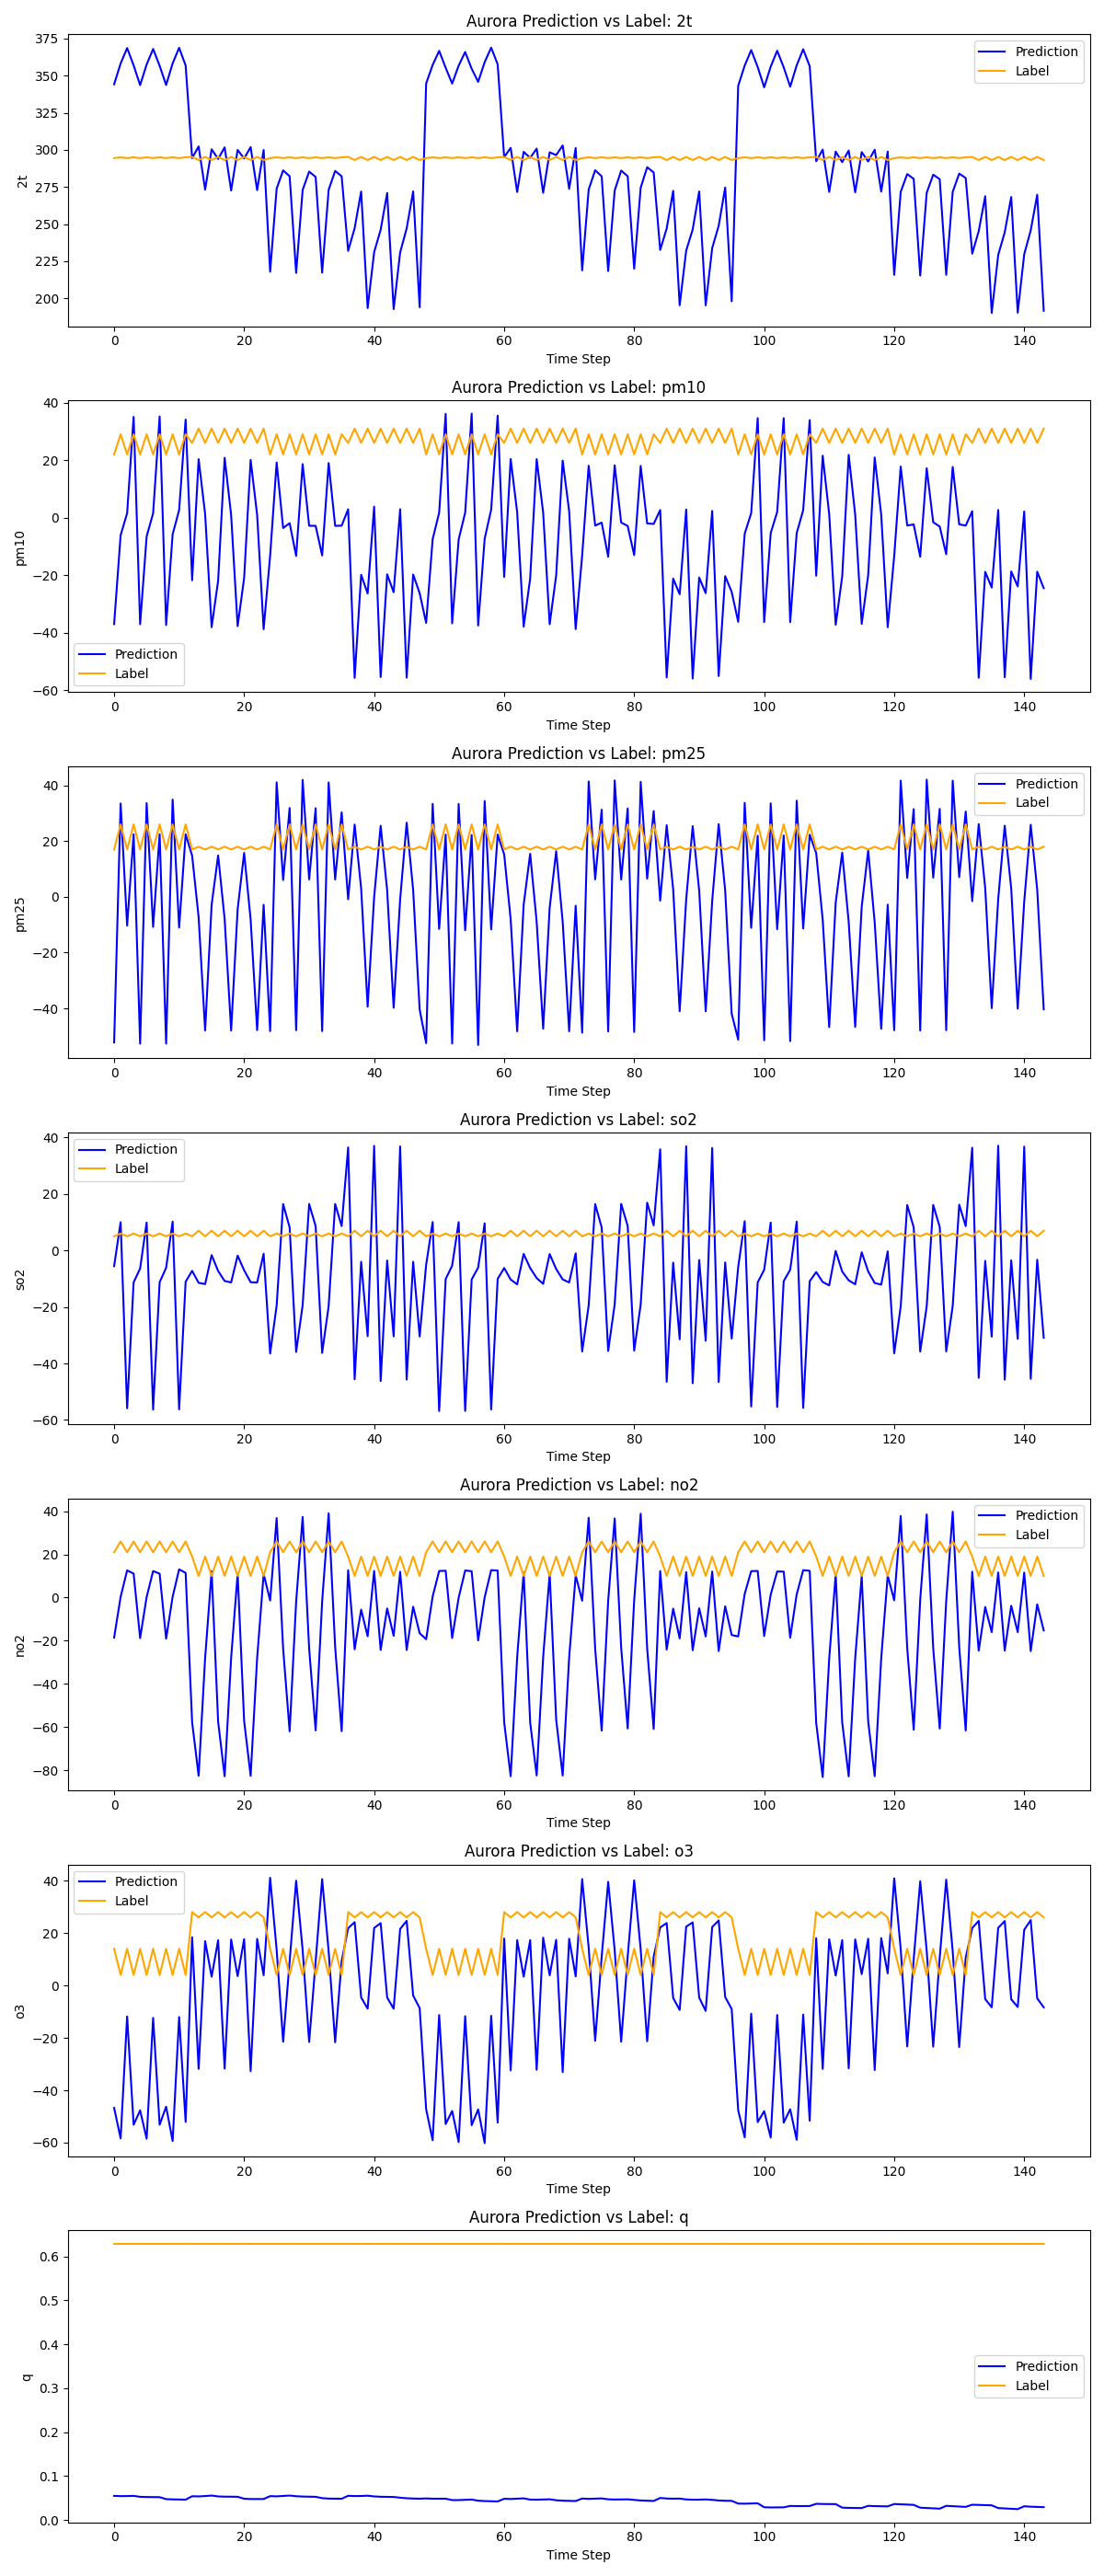 Aurora Prediction vs Label: 2t
375
350
325
300
275
250
225
200
2t
Prediction
Label
0 20 40 60 80 100 120 140
Time Step
Aurora Prediction vs Label: pm10
40
20
0
−20
−40
−60
pm10
Prediction
Label
0 20 40 60 80 100 120 140
Time Step
Aurora Prediction vs Label: pm25
40
20
0
−20
−40
pm25
Prediction
Label
0 20 40 60 80 100 120 140
Time Step
Aurora Prediction vs Label: so2
40
20
0
−20
−40
−60
so2
Prediction
Label
0 20 40 60 80 100 120 140
Time Step
Aurora Prediction vs Label: no2
40
20
0
−20
−40
−60
−80
no2
Prediction
Label
0 20 40 60 80 100 120 140
Time Step
Aurora Prediction vs Label: o3
40
20
0
−20
−40
−60
o3
Prediction
Label
0 20 40 60 80 100 120 140
Time Step
Aurora Prediction vs Label: q
0.6
0.5
0.4
0.3
0.2
0.1
0.0
q
Prediction
Label
0 20 40 60 80 100 120 140
Time Step